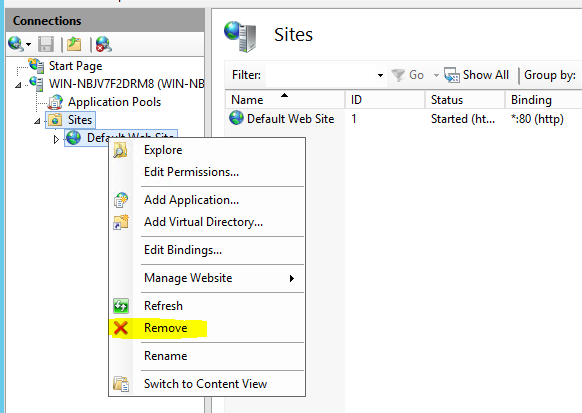 Connections
Start Page
WIN-NBJV7F2DRM8 (WIN-NB
Application Pools
Sites
Default Web Site
Explore
Edit Permissions...
Add Application...
Add Virtual Directory...
Edit Bindings...
Manage Website
Refresh
Remove
Rename
Switch to Content View
Sites
Filter: Go Show All Group by:
Name ID Status Binding
Default Web Site 1 Started (ht... *:80 (http)